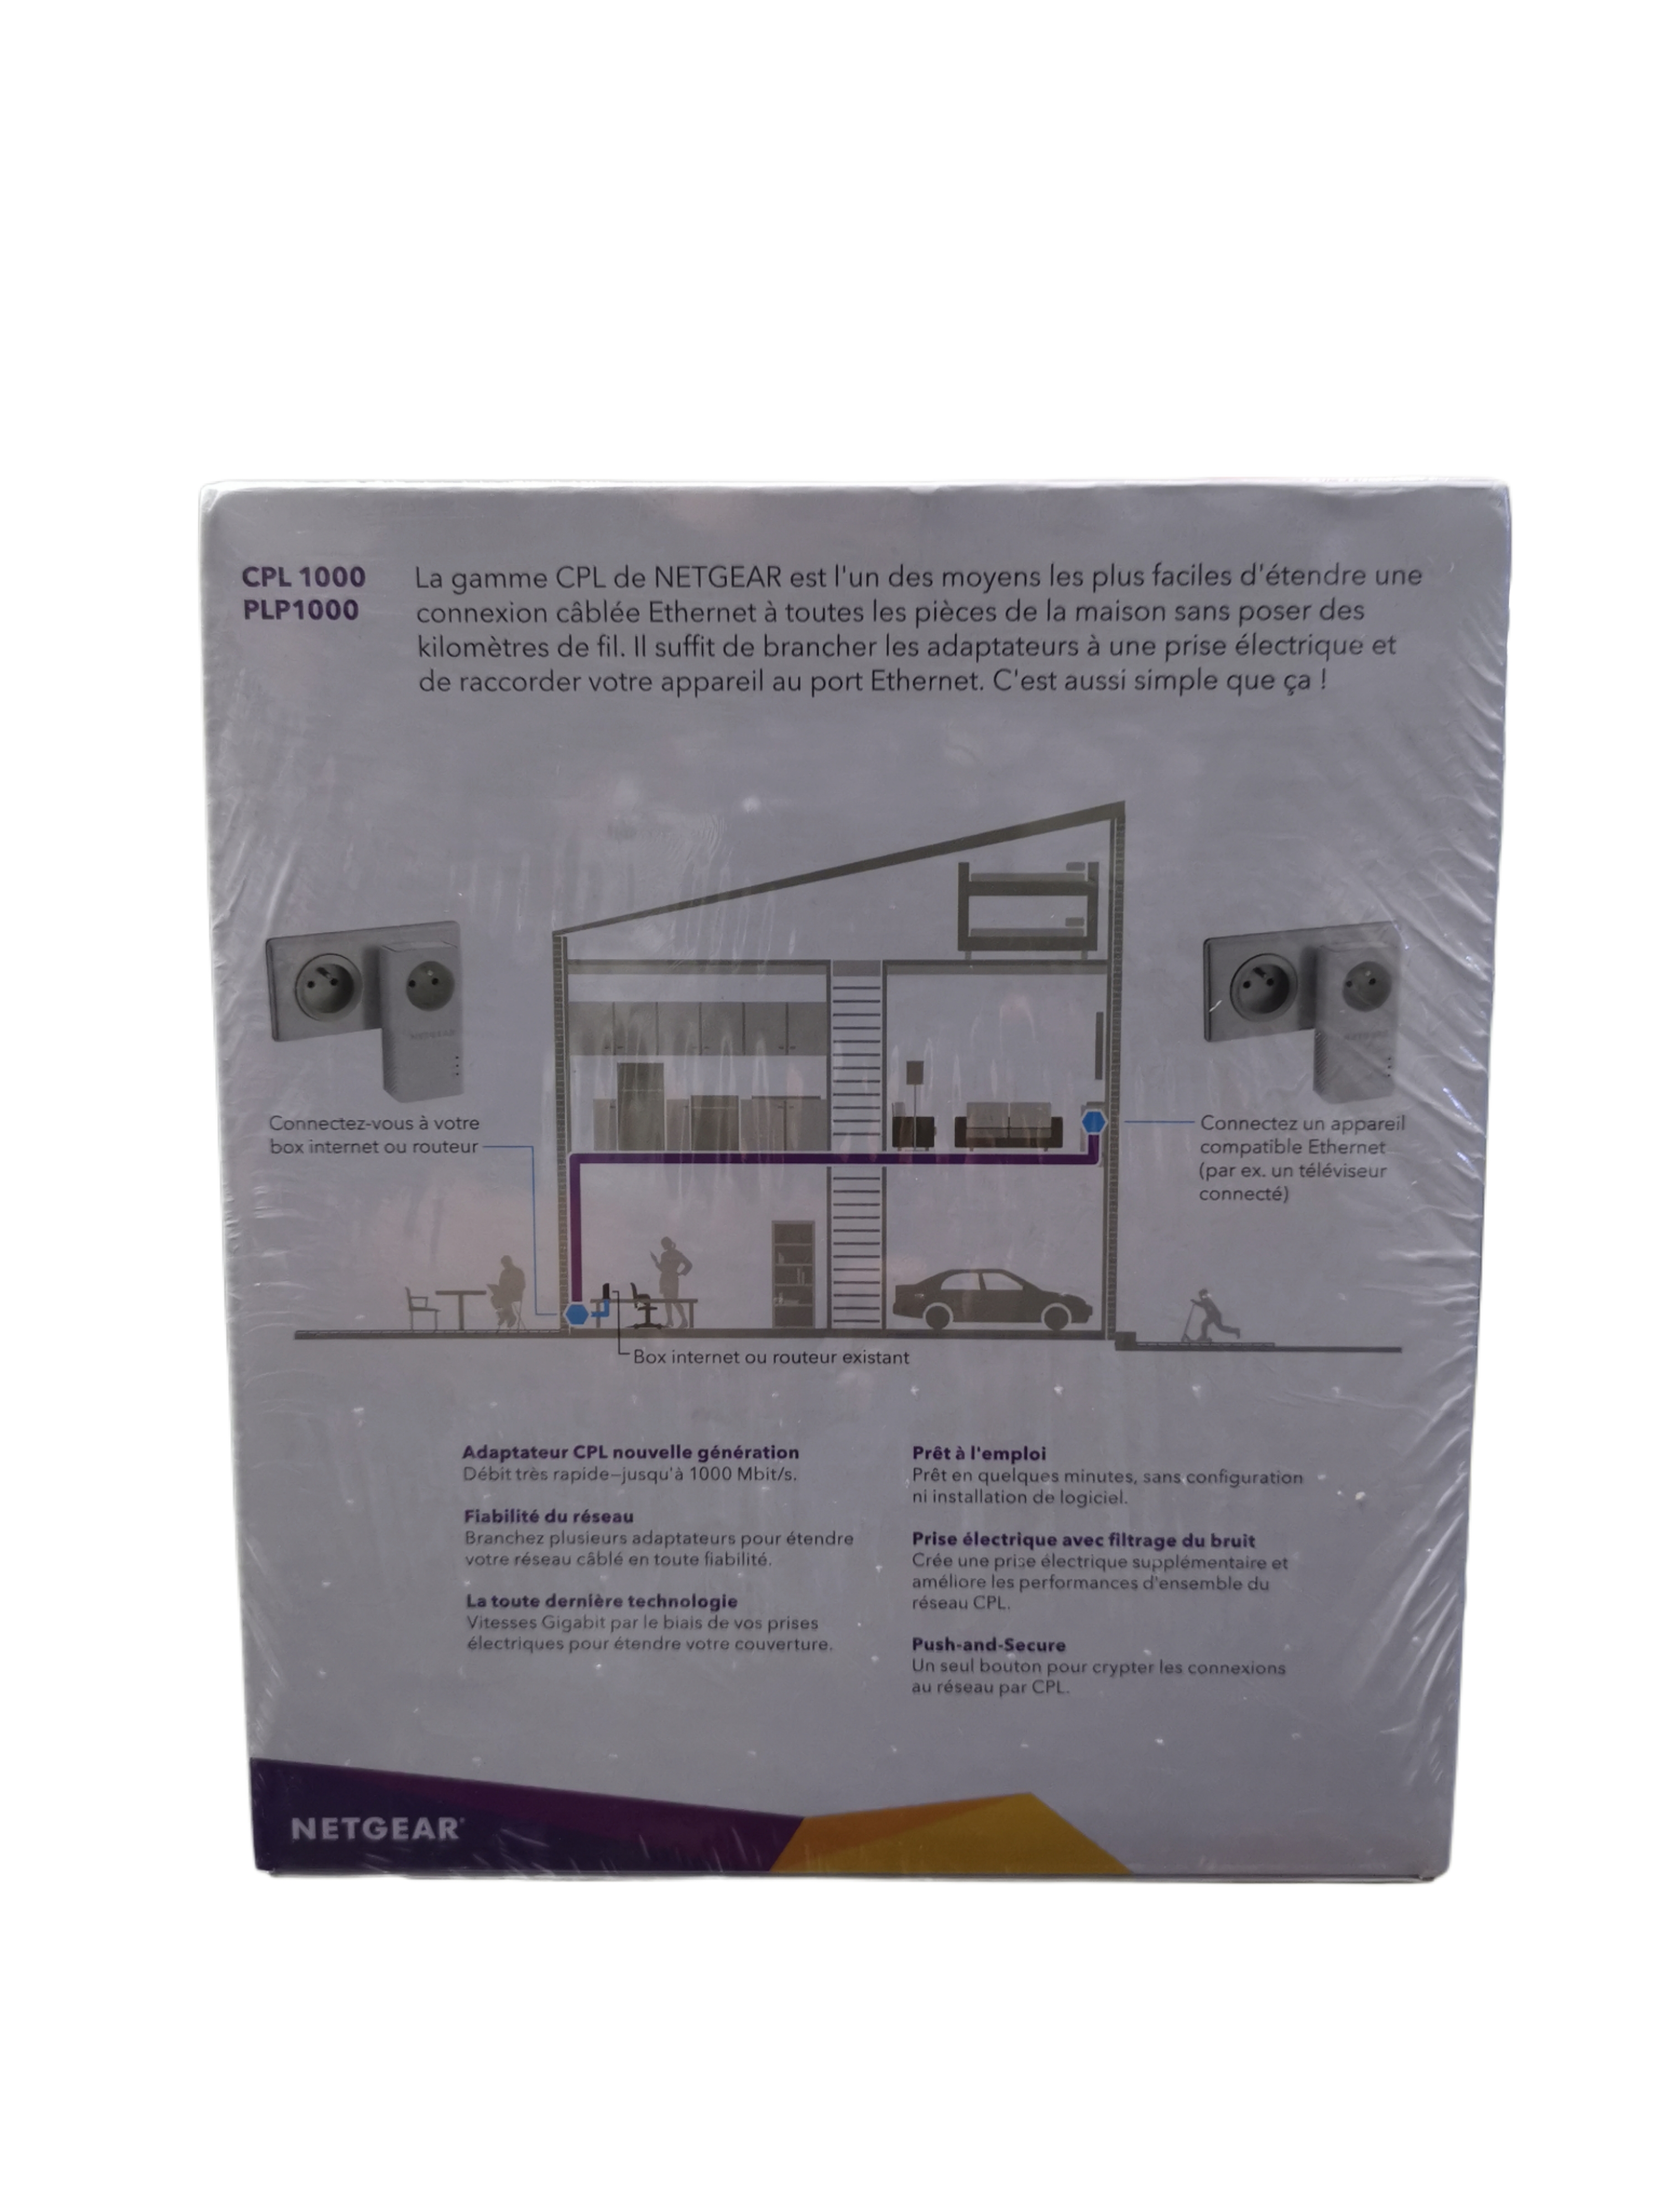 CPL 1000
PLP1000
La gamme CPL de NETGEAR est l'un des moyens les plus faciles d'étendre une
connexion câblée Ethernet à toutes les pièces de la maison sans poser des
kilomètres de fil. Il suffit de brancher les adaptateurs à une prise électrique et
de raccorder votre appareil au port Ethernet. C'est aussi simple que ça !
Connectez-vous à votre
box internet ou routeur
Connectez un appareil
compatible Ethernet
(par ex. un téléviseur
connecté)
Box internet ou routeur existant
Adaptateur CPL nouvelle génération
Débit très rapide–jusqu'à 1000 Mbit/s.
Fiabilité du réseau
Branchez plusieurs adaptateurs pour étendre
votre réseau câblé en toute fiabilité.
La toute dernière technologie
Vitesses Gigabit par le biais de vos prises
électriques pour étendre votre couverture.
Prêt à l'emploi
Prêt en quelques minutes, sans configuration
ni installation de logiciel.
Prise électrique avec filtrage du bruit
Crée une prise électrique supplémentaire et
améliore les performances d'ensemble du
réseau CPL.
Push-and-Secure
Un seul bouton pour crypter les connexions
au réseau par CPL.
NETGEAR®